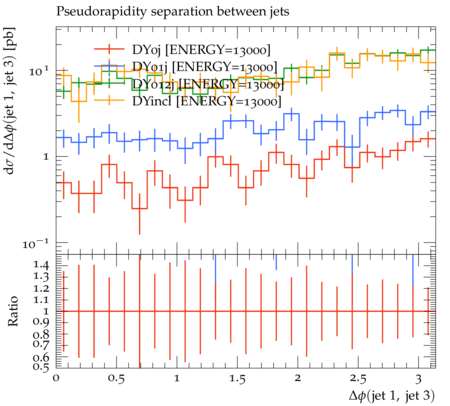 Pseudorapidity separation between jets
dσ/dΔϕ(jet 1, jet 3) [pb]
10¹
1
10⁻¹
DY0j [ENERGY=13000]
DY01j [ENERGY=13000]
DY012j [ENERGY=13000]
DYincl [ENERGY=13000]
Ratio
1.4
1.3
1.2
1.1
1
0.9
0.8
0.7
0.6
0.5
0 0.5 1 1.5 2 2.5 3
Δϕ(jet 1, jet 3)